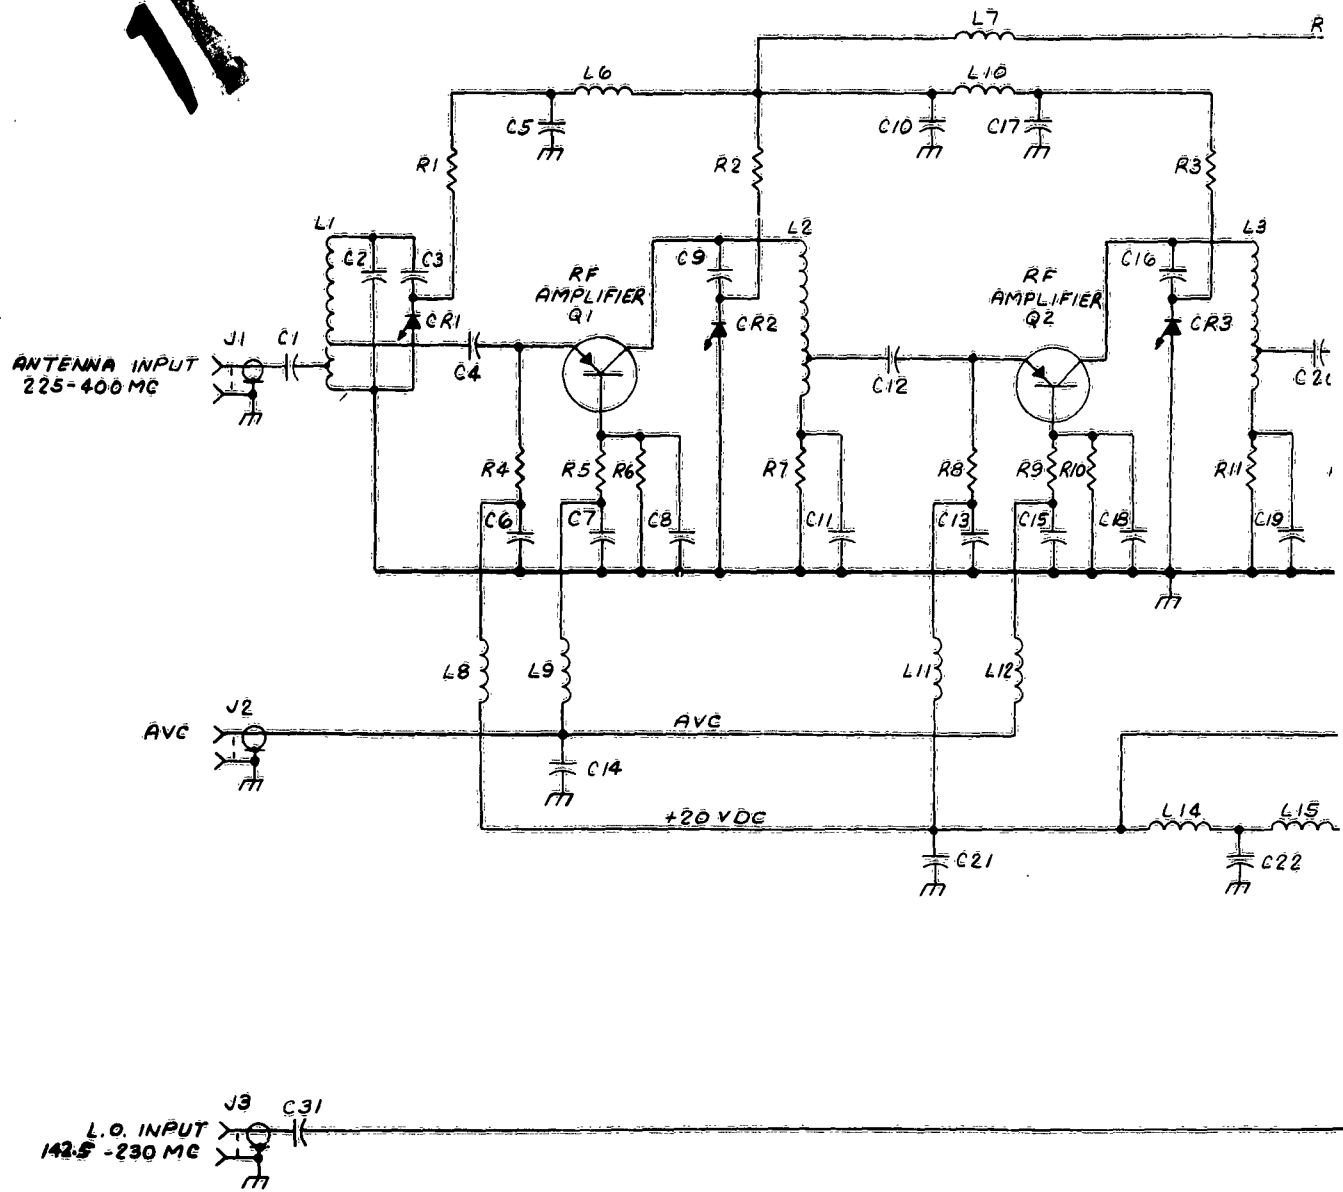 L7
R
L6
L10
C5
C10
C17
R1
R2
R3
L1
L2
L3
C2
C3
C9
C16
RF
AMPLIFIER
Q1
RF
AMPLIFIER
Q2
CR1
CR2
CR3
J1
C1
ANTENNA INPUT
225-400 MC
C4
C12
R4
R5
R6
R7
R8
R9
R10
R11
C6
C7
C8
C11
C13
C15
C18
C19
L8
L9
L11
L12
J2
AVC
AVC
C14
+20 VDC
L14
L15
C21
C22
J3
C31
L.O. INPUT
142.5 -230 MC